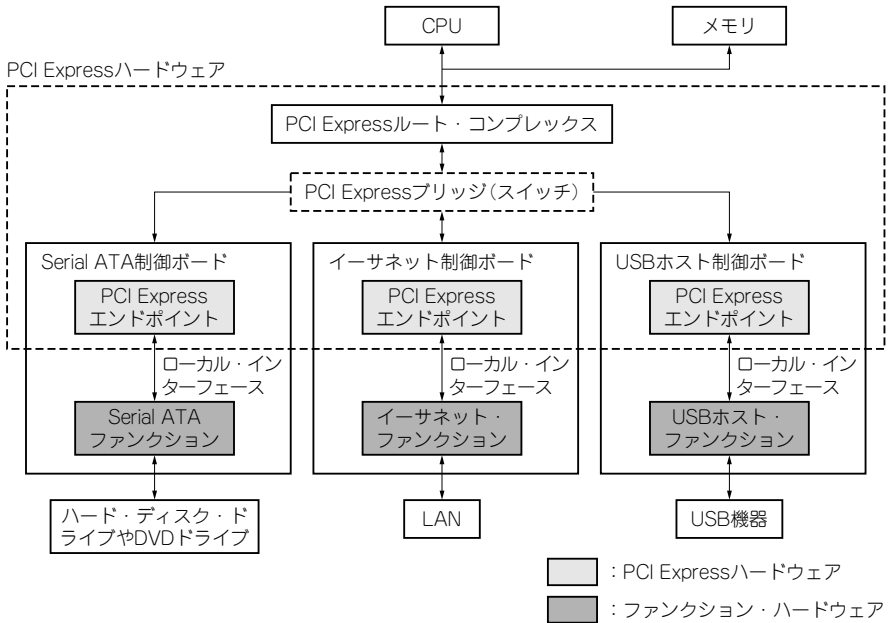 CPU
メモリ
PCI Expressハードウェア
PCI Expressルート・コンプレックス
PCI Expressブリッジ（スイッチ）
Serial ATA制御ボード
PCI Express
エンドポイント
ローカル・イン
ターフェース
Serial ATA
ファンクション
ハード・ディスク・ド
ライブやDVDドライブ
イーサネット制御ボード
PCI Express
エンドポイント
ローカル・イン
ターフェース
イーサネット・
ファンクション
LAN
USBホスト制御ボード
PCI Express
エンドポイント
ローカル・イン
ターフェース
USBホスト・
ファンクション
USB機器
：PCI Expressハードウェア
：ファンクション・ハードウェア